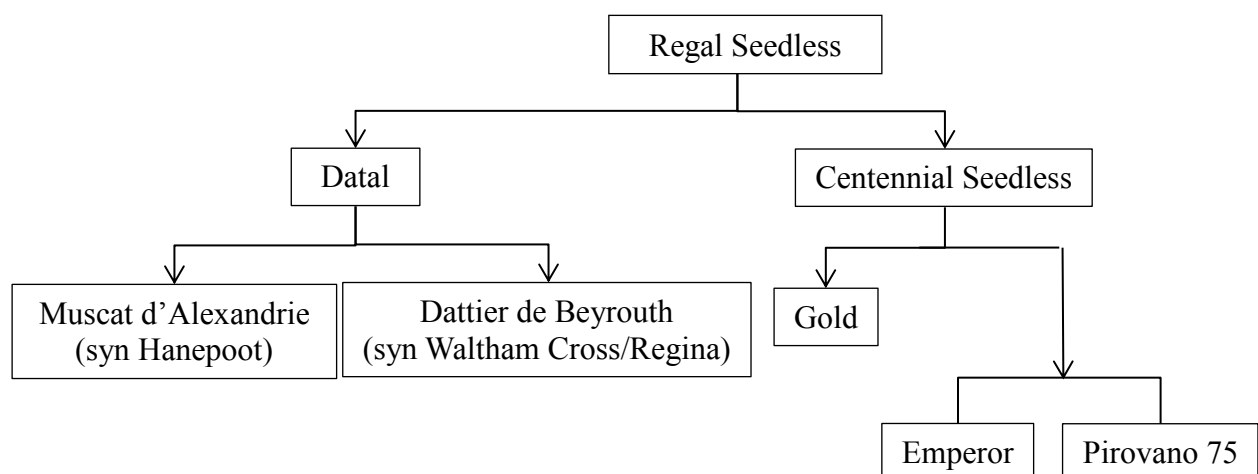 Regal Seedless
Datal
Centennial Seedless
Muscat d’Alexandrie
(syn Hanepoot)
Dattier de Beyrouth
(syn Waltham Cross/Regina)
Gold
Emperor
Pirovano 75